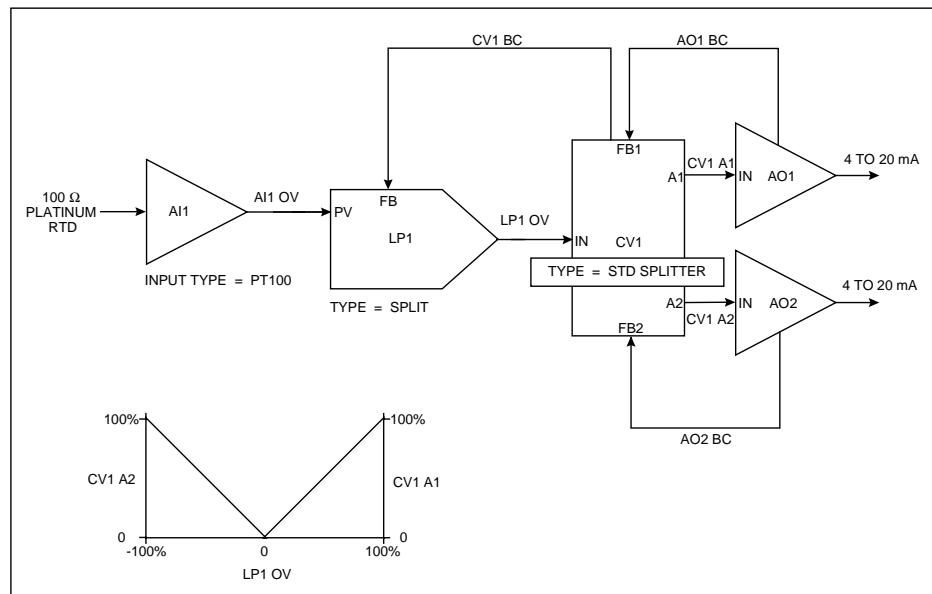 CV1 BC
AO1 BC
100 Ω
PLATINUM
RTD
AI1
AI1 OV
INPUT TYPE = PT100
PV
FB
LP1
TYPE = SPLIT
LP1 OV
FB1
A1
IN
CV1
TYPE = STD SPLITTER
A2
FB2
CV1 A1
IN
AO1
4 TO 20 mA
CV1 A2
IN
AO2
4 TO 20 mA
AO2 BC
100%
100%
CV1 A2
CV1 A1
0
0
-100%
0
100%
LP1 OV